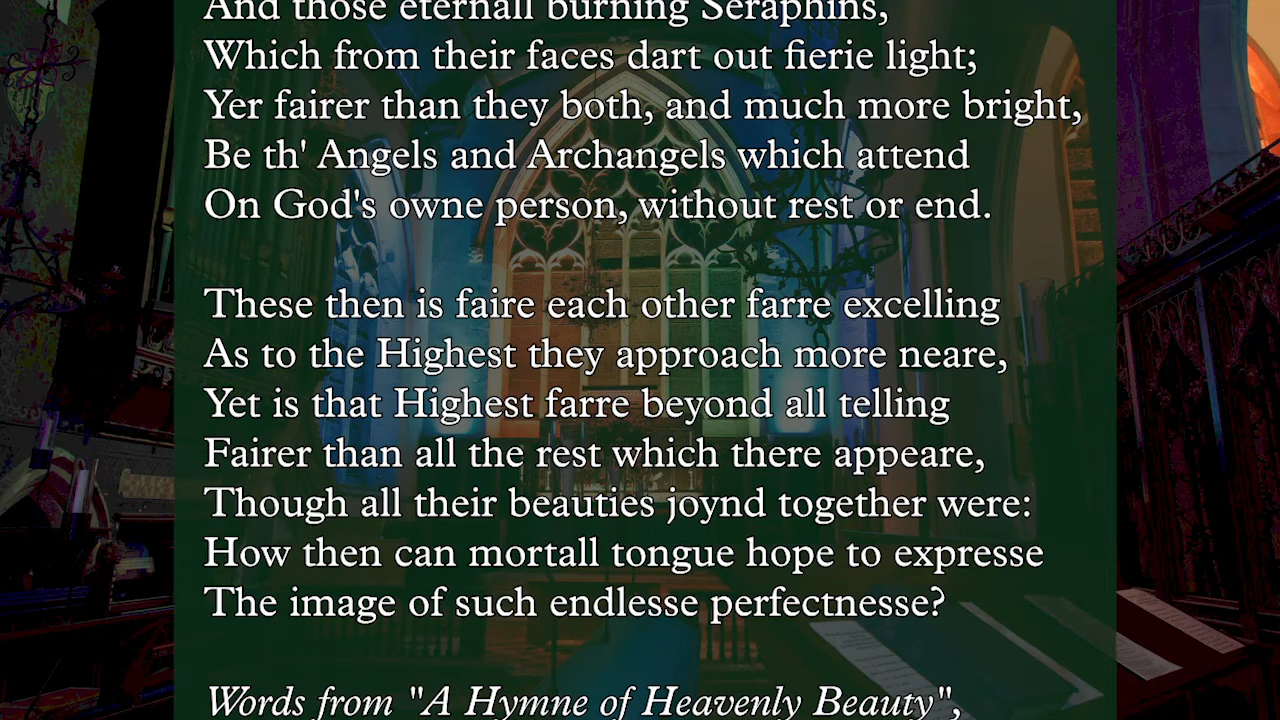 And those eternall burning Seraphins,
Which from their faces dart out fierie light;
Yer fairer than they both, and much more bright,
Be th' Angels and Archangels which attend
On God's owne person, without rest or end.
These then is faire each other farre excelling
As to the Highest they approach more neare,
Yet is that Highest farre beyond all telling
Fairer than all the rest which there appeare,
Though all their beauties joynd together were:
How then can mortall tongue hope to expresse
The image of such endlesse perfectnesse?
Words from "A Hymne of Heavenly Beauty",